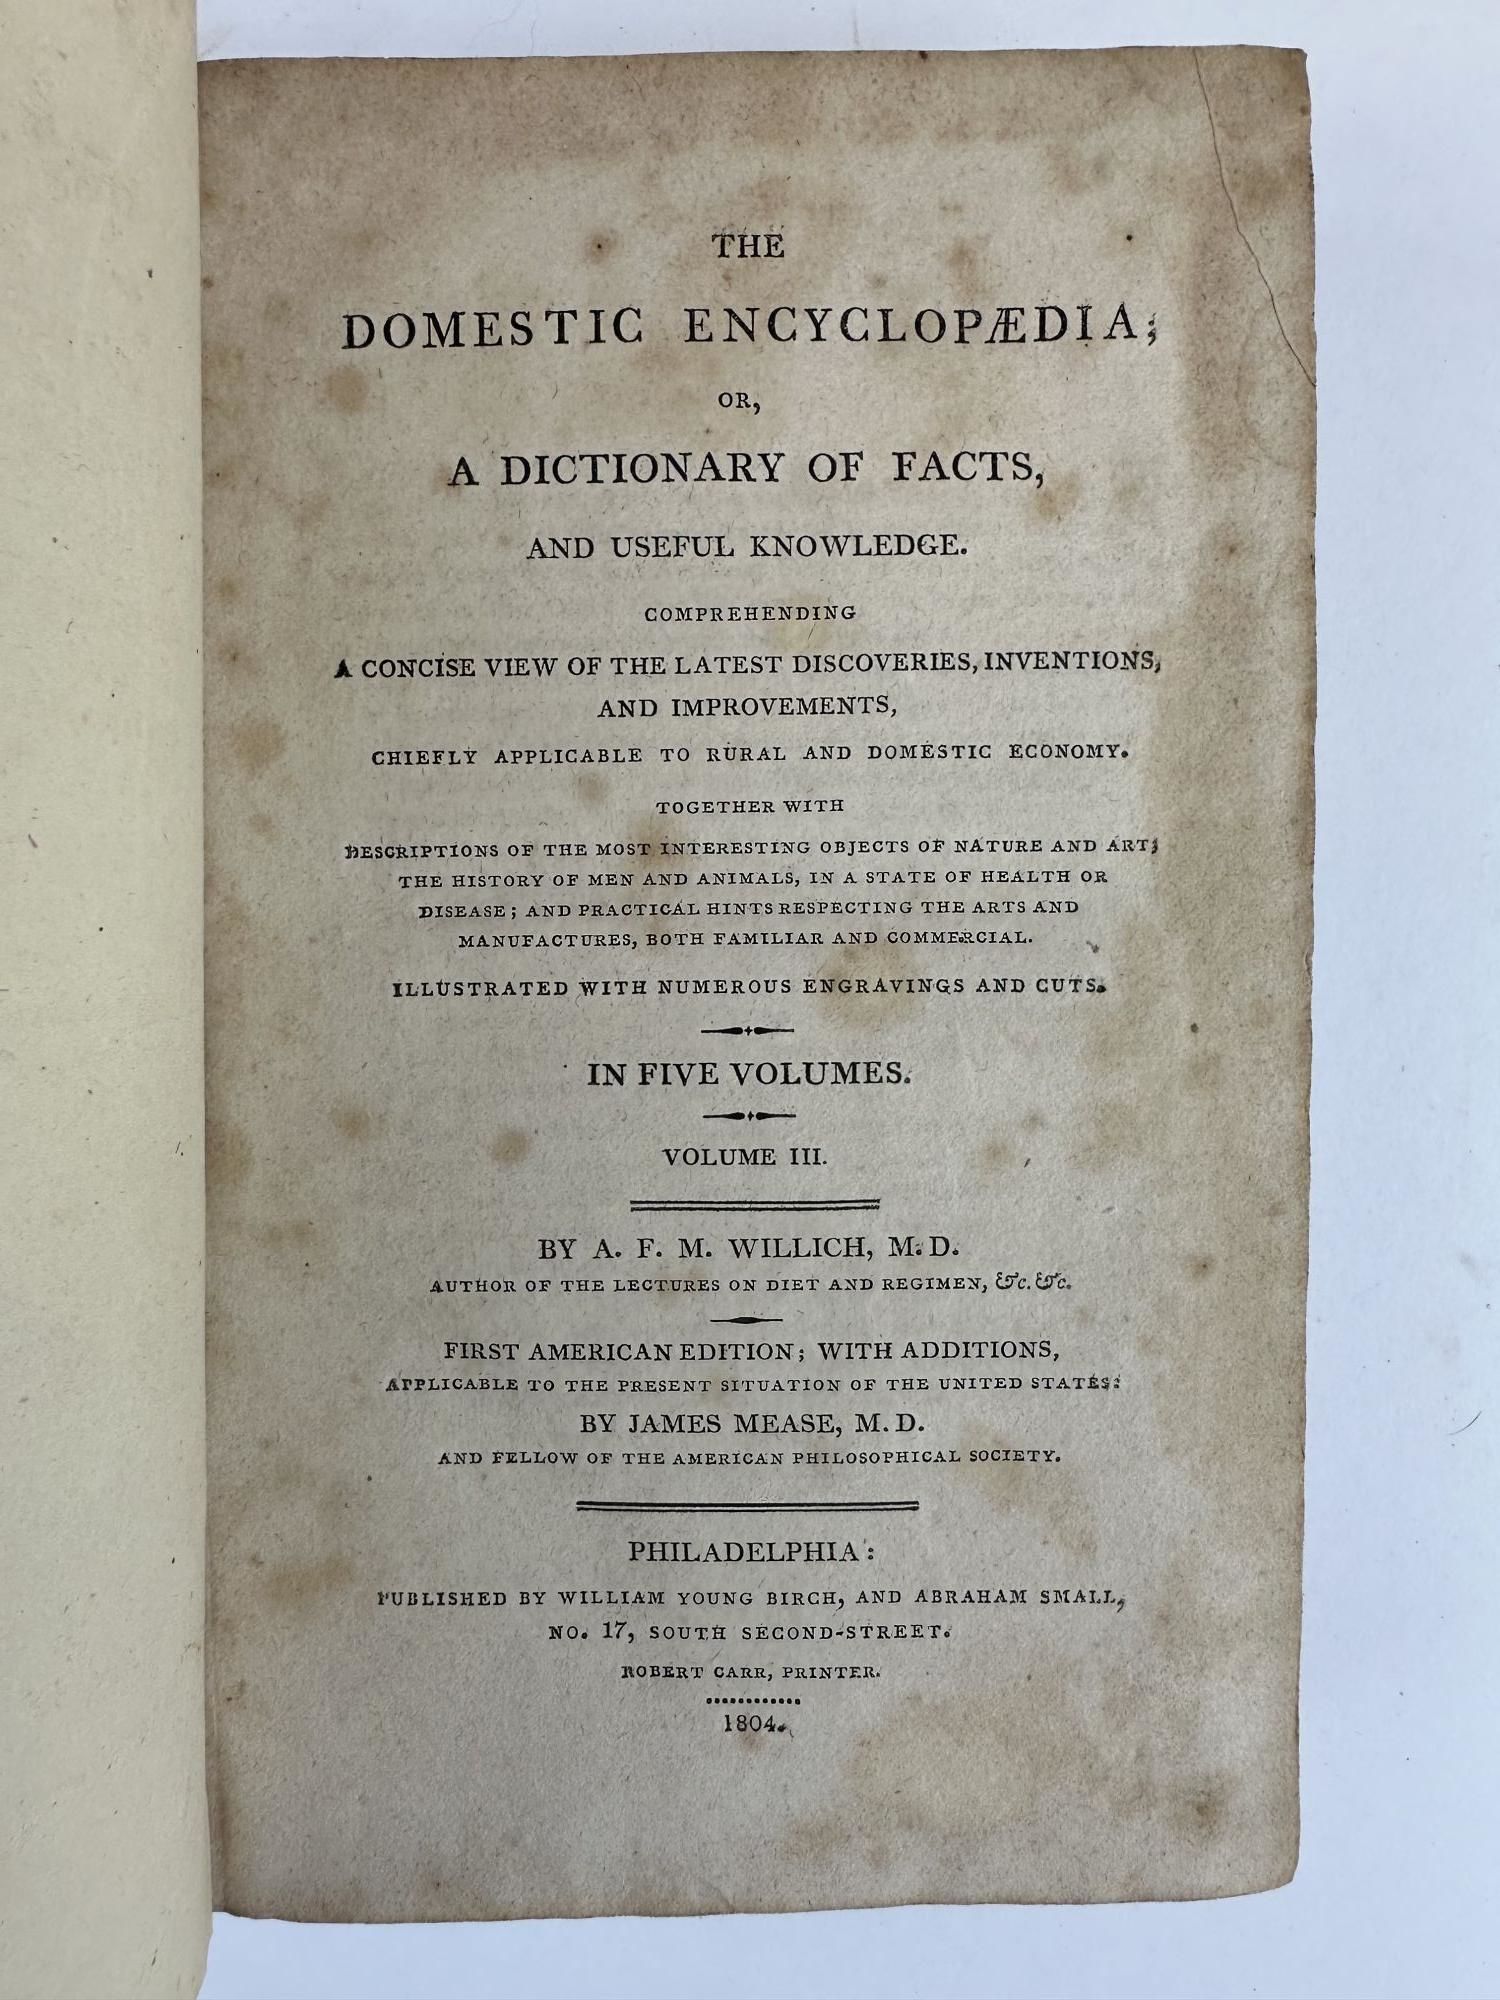 THE
DOMESTIC ENCYCLOPÆDIA;
OR,
A DICTIONARY OF FACTS,
AND USEFUL KNOWLEDGE.
COMPREHENDING
A CONCISE VIEW OF THE LATEST DISCOVERIES, INVENTIONS,
AND IMPROVEMENTS,
CHIEFLY APPLICABLE TO RURAL AND DOMESTIC ECONOMY.
TOGETHER WITH
DESCRIPTIONS OF THE MOST INTERESTING OBJECTS OF NATURE AND ART;
THE HISTORY OF MEN AND ANIMALS, IN A STATE OF HEALTH OR
DISEASE; AND PRACTICAL HINTS RESPECTING THE ARTS AND
MANUFACTURES, BOTH FAMILIAR AND COMMERCIAL.
ILLUSTRATED WITH NUMEROUS ENGRAVINGS AND CUTS.
IN FIVE VOLUMES.
VOLUME III.
BY A. F. M. WILLICH, M. D.
AUTHOR OF THE LECTURES ON DIET AND REGIMEN, &c. &c.
FIRST AMERICAN EDITION; WITH ADDITIONS,
APPLICABLE TO THE PRESENT SITUATION OF THE UNITED STATES:
BY JAMES MEASE, M. D.
AND FELLOW OF THE AMERICAN PHILOSOPHICAL SOCIETY.
PHILADELPHIA:
PUBLISHED BY WILLIAM YOUNG BIRCH, AND ABRAHAM SMALL,
NO. 17, SOUTH SECOND-STREET.
ROBERT CARR, PRINTER.
1804.